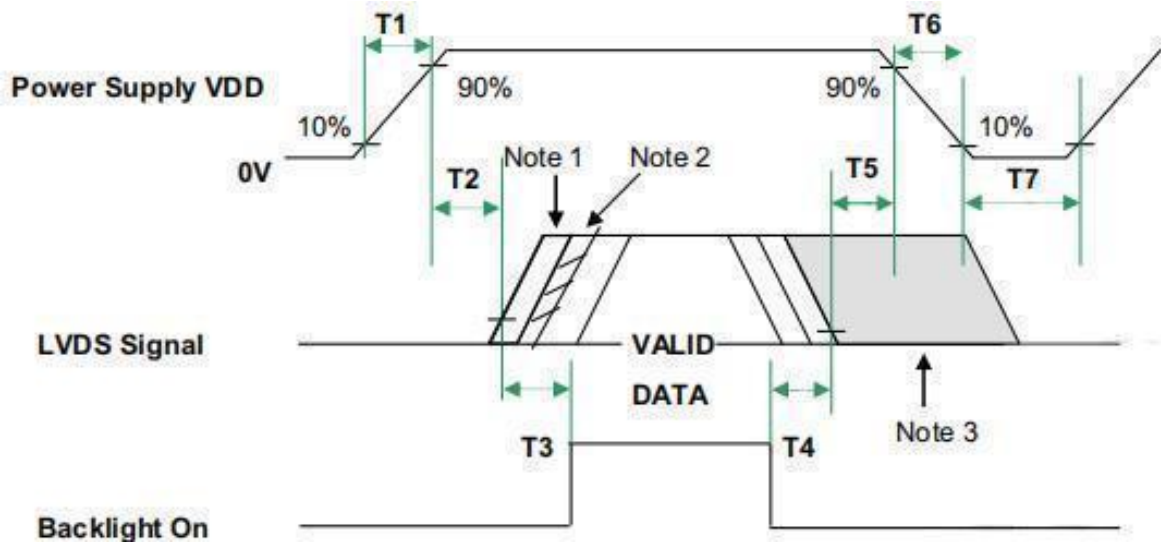 T1
T6
Power Supply VDD
90%
90%
10%
10%
0V
T2
Note 1
Note 2
T5
T7
LVDS Signal
VALID
DATA
T3
T4
Note 3
Backlight On